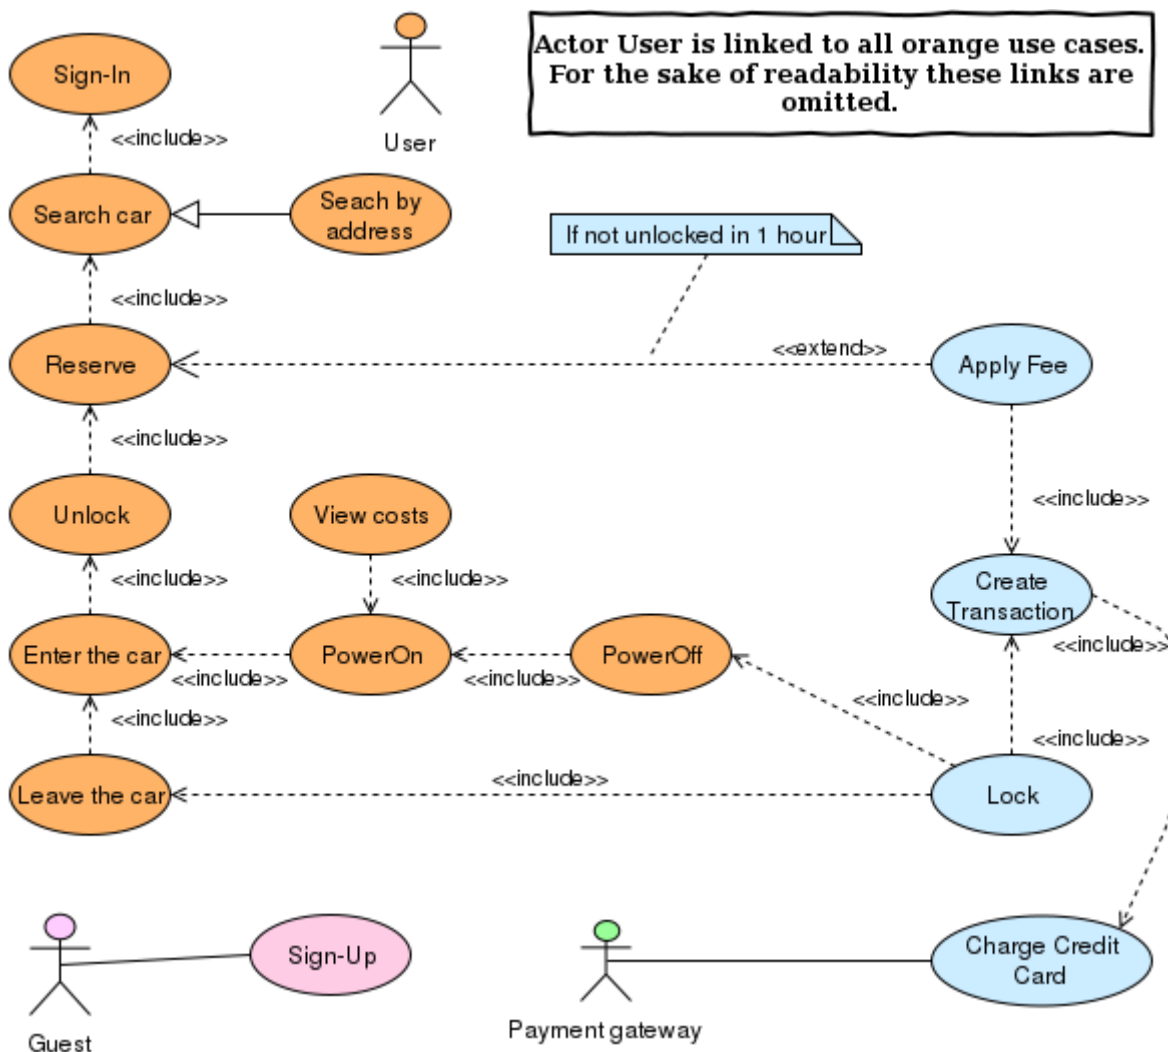 Actor User is linked to all orange use cases.
For the sake of readability these links are
omitted.
Sign-In
User
<<include>>
Search car
Seach by
address
If not unlocked in 1 hour
<<include>>
Reserve
<<extend>>
Apply Fee
<<include>>
Unlock
View costs
<<include>>
<<include>>
<<include>>
Create
Transaction
Enter the car
<<include>>
PowerOn
<<include>>
PowerOff
<<include>>
<<include>>
<<include>>
<<include>>
Leave the car
<<include>>
Lock
Sign-Up
Guest
Payment gateway
Charge Credit
Card